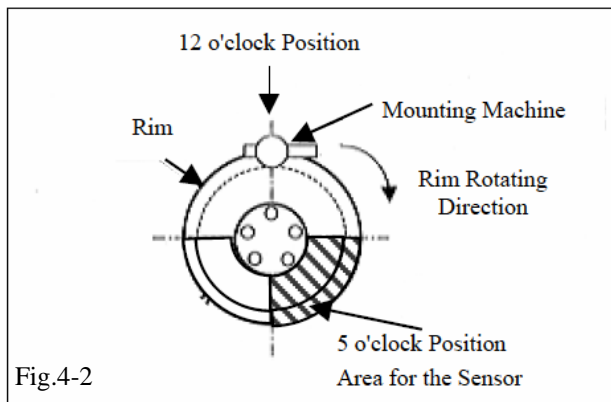 12 o'clock Position
Mounting Machine
Rim
Rim Rotating
Direction
5 o'clock Position
Area for the Sensor
Fig.4-2